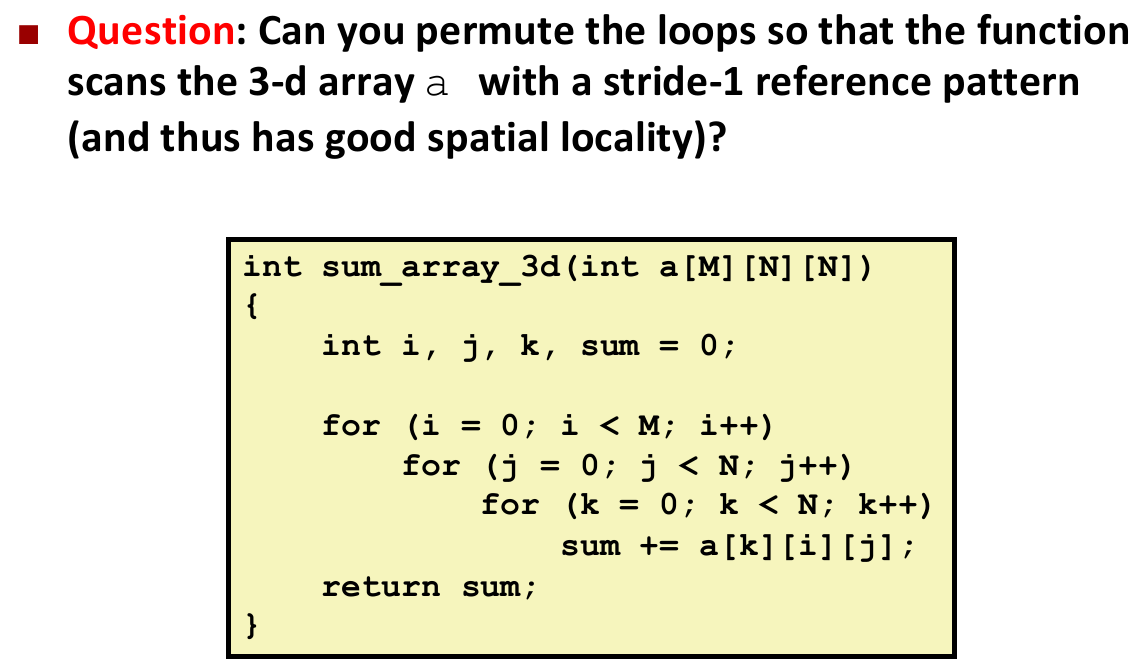 Question: Can you permute the loops so that the function
scans the 3-d array a with a stride-1 reference pattern
(and thus has good spatial locality)?
int sum_array_3d(int a[M][N][N])
{
    int i, j, k, sum = 0;
    for (i = 0; i < M; i++)
        for (j = 0; j < N; j++)
            for (k = 0; k < N; k++)
                sum += a[k][i][j];
    return sum;
}